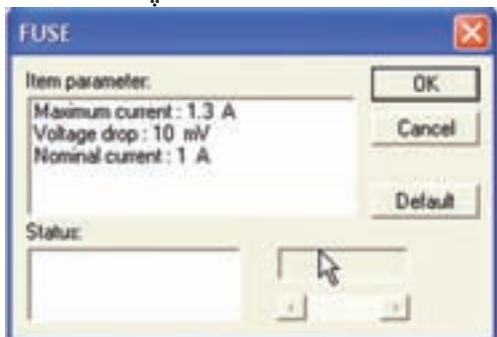 FUSE
Item parameter:
OK
Maximum current : 1.3 A
Voltage drop : 10 mV
Nominal current : 1 A
Cancel
Default
Status: